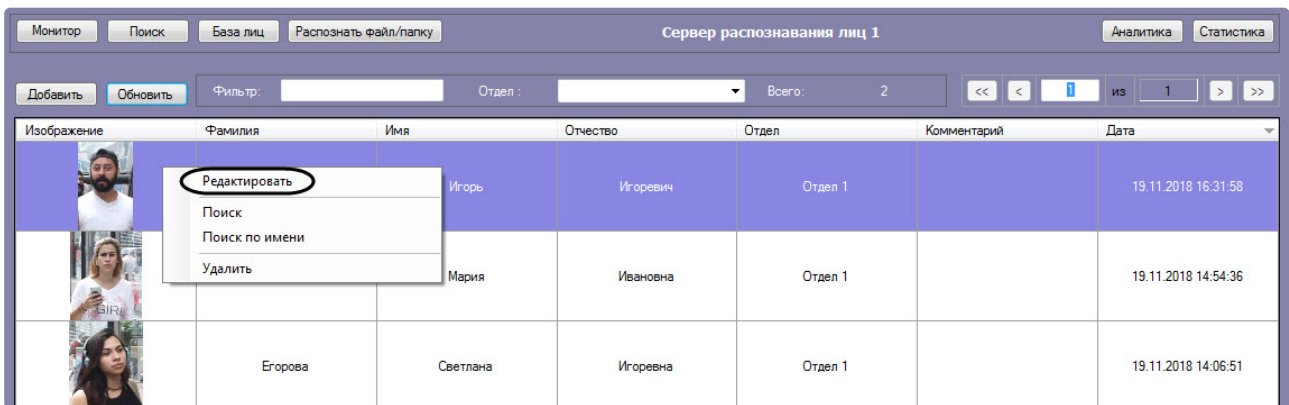 Монитор Поиск База лиц Распознать файл/папку Сервер распознавания лиц 1 Аналитика Статистика
Добавить Обновить Фильтр: Отдел : Всего: 2 << < 1 из 1 > >>
Изображение Фамилия Имя Отчество Отдел Комментарий Дата
Редактировать
Игорь Игоревич Отдел 1 19.11.2018 16:31:58
Поиск
Поиск по имени
Удалить
Мария Ивановна Отдел 1 19.11.2018 14:54:36
GIRL
Егорова Светлана Игоревна Отдел 1 19.11.2018 14:06:51